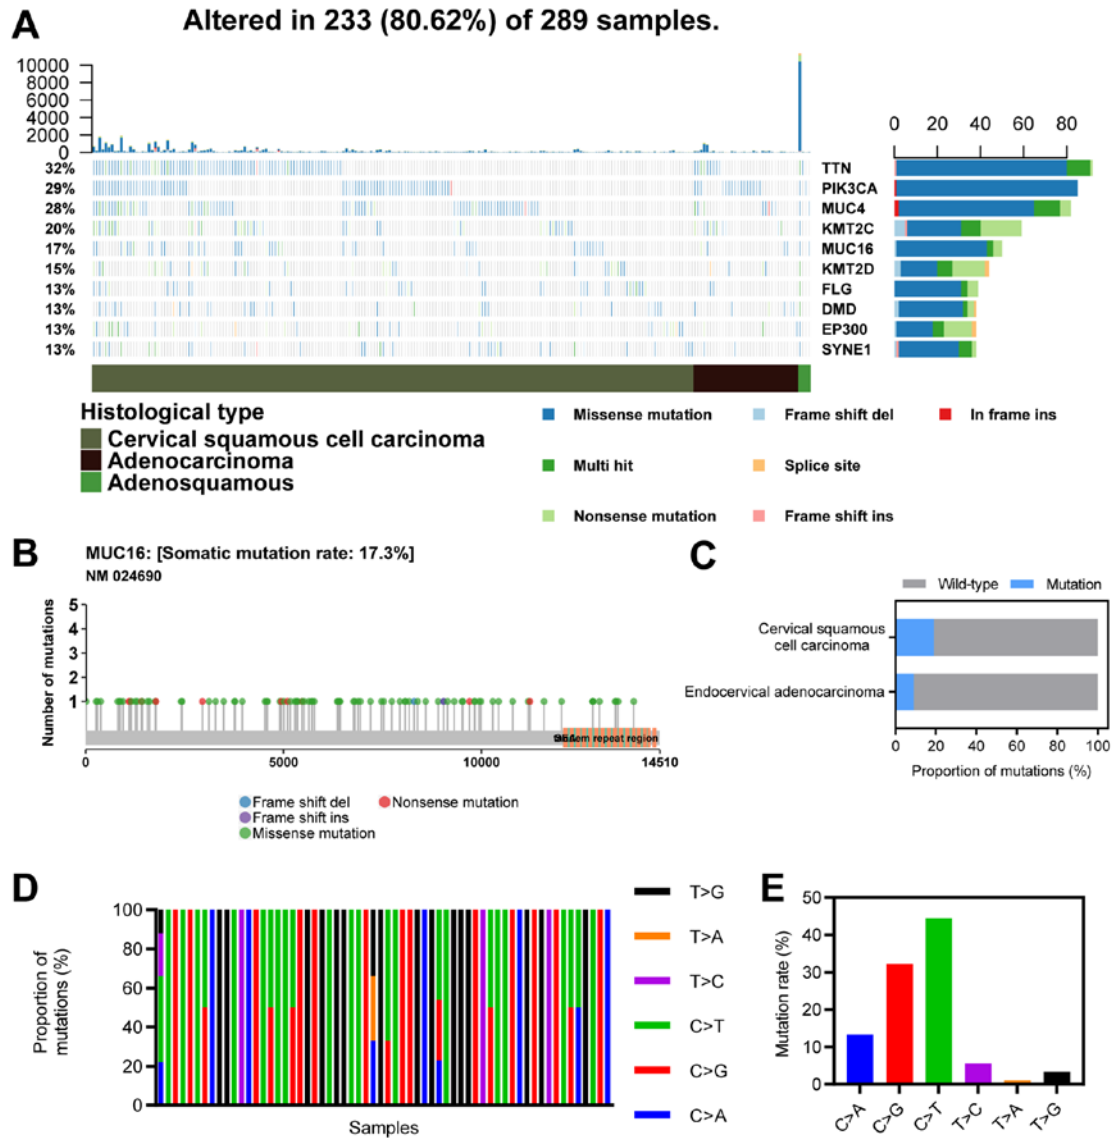 A
Altered in 233 (80.62%) of 289 samples.
10000
8000
6000
4000
2000
0
0 20 40 60 80
32% TTN
29% PIK3CA
28% MUC4
20% KMT2C
17% MUC16
15% KMT2D
13% FLG
13% DMD
13% EP300
13% SYNE1
Histological type
Cervical squamous cell carcinoma
Adenocarcinoma
Adenosquamous
Missense mutation Frame shift del In frame ins
Multi hit Splice site
Nonsense mutation Frame shift ins
B
MUC16: [Somatic mutation rate: 17.3%]
NM 024690
Number of mutations
5
4
3
2
1
repeat region
0 5000 10000 14510
Frame shift del Nonsense mutation
Frame shift ins
Missense mutation
C
Wild-type Mutation
Cervical squamous
cell carcinoma
Endocervical adenocarcinoma
0 20 40 60 80 100
Proportion of mutations (%)
D
Proportion of
mutations (%)
100
80
60
40
20
0
Samples
T>G
T>A
T>C
C>T
C>G
C>A
E
Mutation rate (%)
50
40
30
20
10
0
C>A C>G C>T T>C T>A T>G